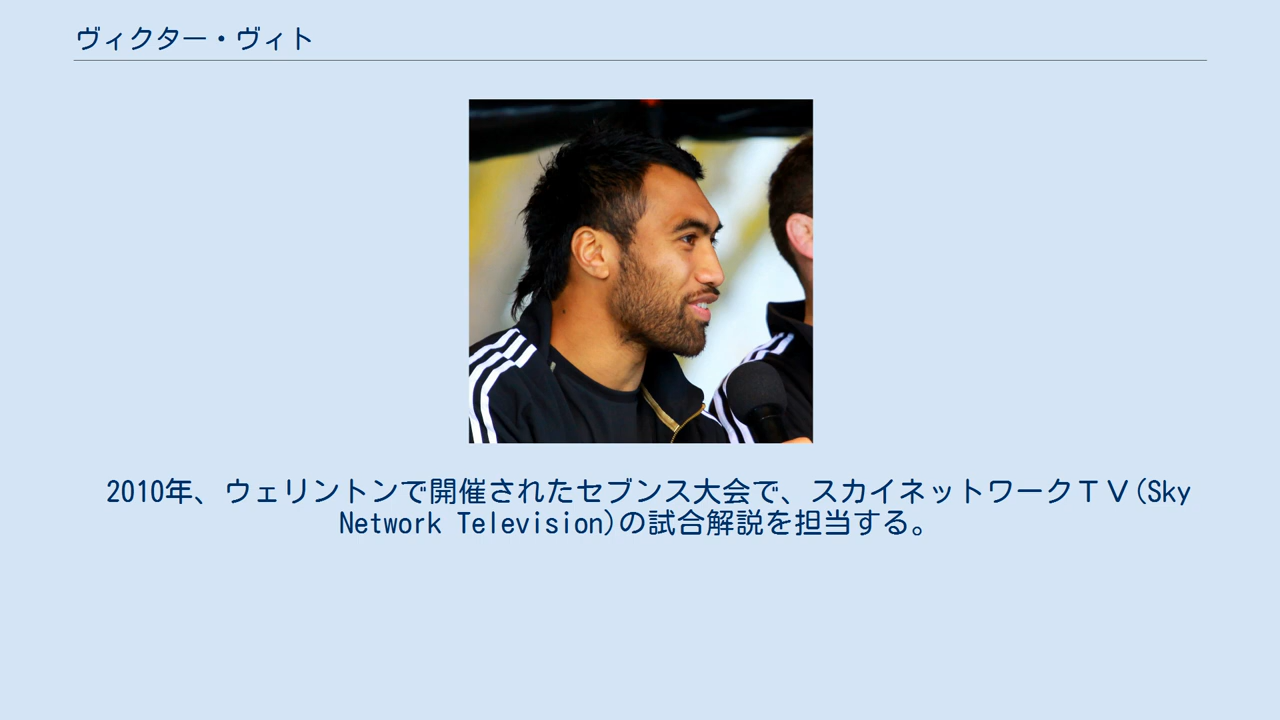 ヴィクター・ヴィト
2010年、ウェリントンで開催されたセブンス大会で、スカイネットワークＴＶ(Sky
Network Television)の試合解説を担当する。